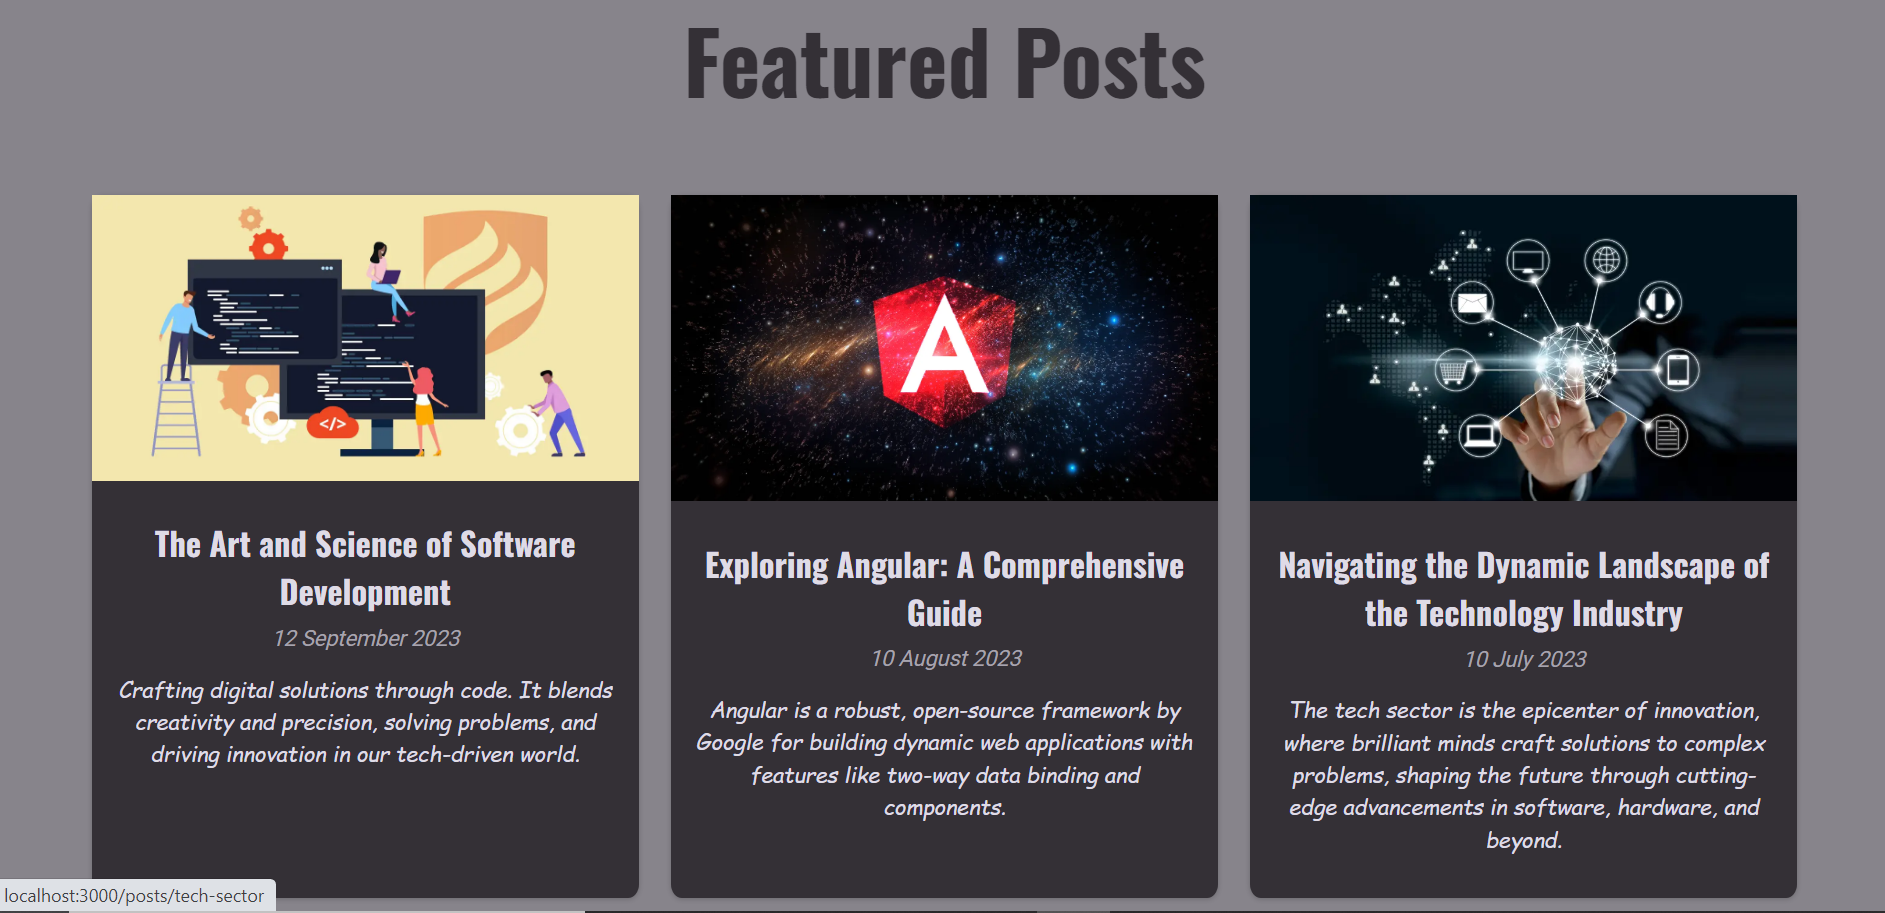 Featured Posts
</>
A
The Art and Science of Software
Development
12 September 2023
Crafting digital solutions through code. It blends
creativity and precision, solving problems, and
driving innovation in our tech-driven world.
Exploring Angular: A Comprehensive
Guide
10 August 2023
Angular is a robust, open-source framework by
Google for building dynamic web applications with
features like two-way data binding and
components.
Navigating the Dynamic Landscape of
the Technology Industry
10 July 2023
The tech sector is the epicenter of innovation,
where brilliant minds craft solutions to complex
problems, shaping the future through cutting-
edge advancements in software, hardware, and
beyond.
localhost:3000/posts/tech-sector